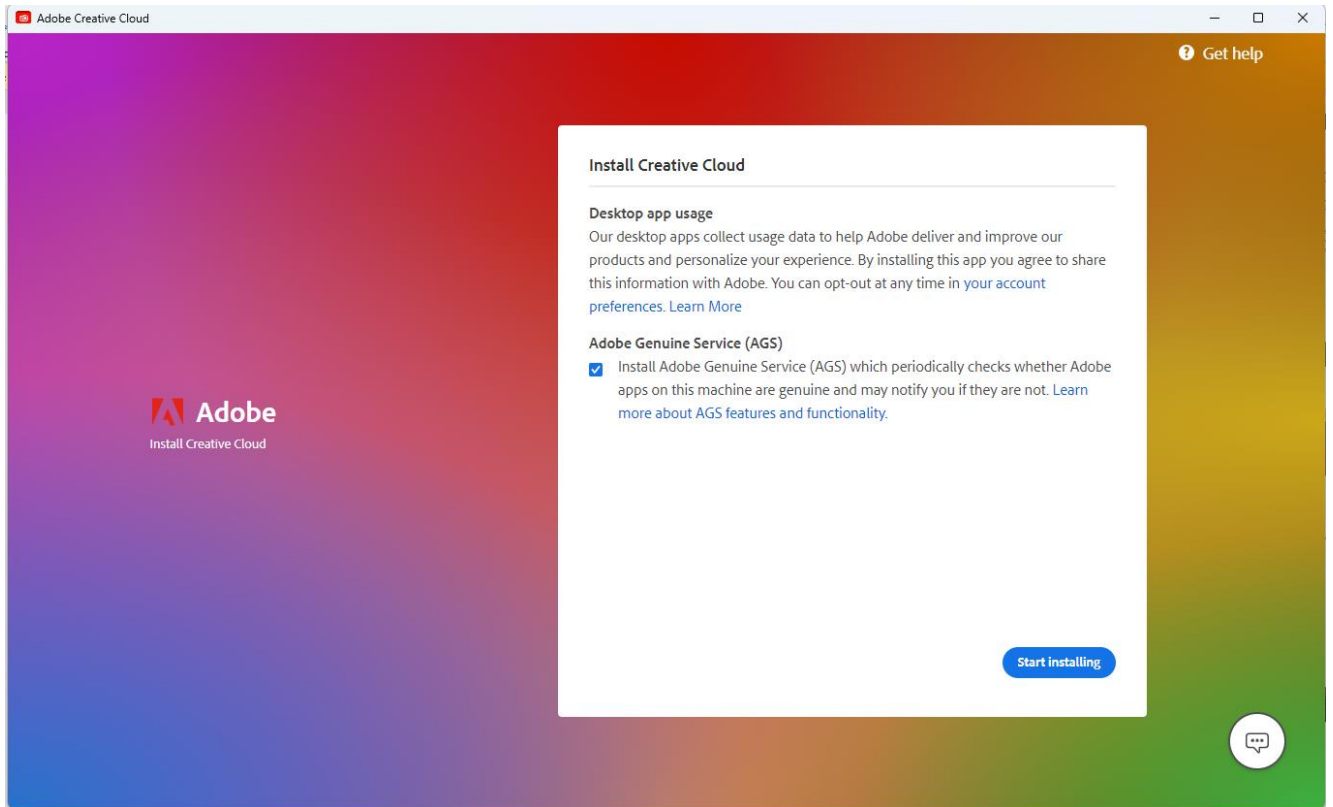 Adobe Creative Cloud
Get help
Install Creative Cloud
Desktop app usage
Our desktop apps collect usage data to help Adobe deliver and improve our
products and personalize your experience. By installing this app you agree to share
this information with Adobe. You can opt-out at any time in your account
preferences. Learn More
Adobe Genuine Service (AGS)
Install Adobe Genuine Service (AGS) which periodically checks whether Adobe
apps on this machine are genuine and may notify you if they are not. Learn
more about AGS features and functionality.
Adobe
Install Creative Cloud
Start installing